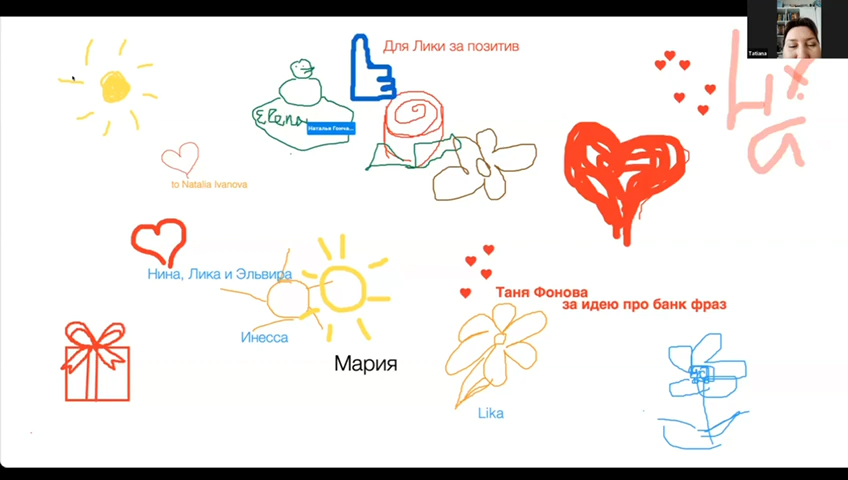 Для Лики за позитив
Tatiana
Elena
Наталья Гонча...
to Natalia Ivanova
Нина, Лика и Эльвира
Таня Фонова
за идею про банк фраз
Инесса
Мария
Lika